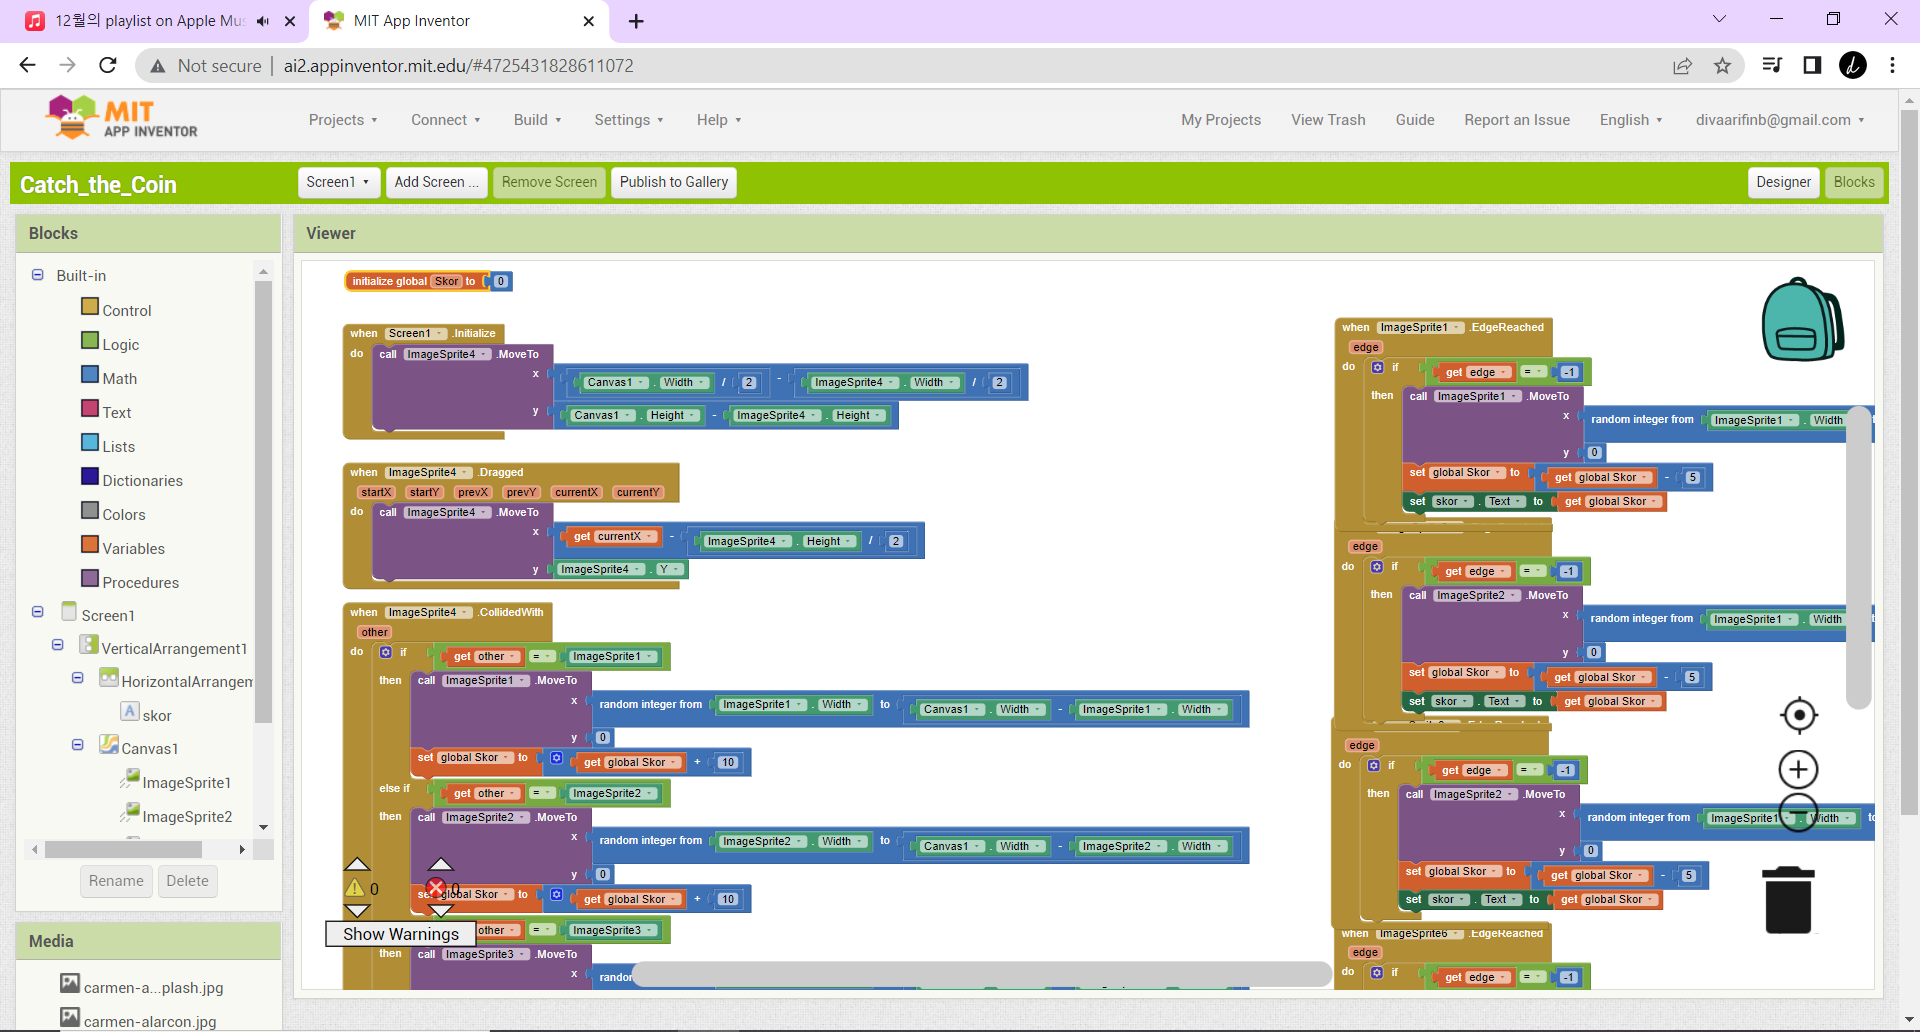 12월의 playlist on Apple Mus
MIT App Inventor
Not secure
ai2.appinventor.mit.edu/#4725431828611072
MIT
APP INVENTOR
Projects
Connect
Build
Settings
Help
My Projects
View Trash
Guide
Report an Issue
English
divaarifinb@gmail.com
Catch_the_Coin
Screen1
Add Screen ...
Remove Screen
Publish to Gallery
Designer
Blocks
Blocks
Built-in
Control
Logic
Math
Text
Lists
Dictionaries
Colors
Variables
Procedures
Screen1
VerticalArrangement1
HorizontalArrangem
A skor
Canvas1
ImageSprite1
ImageSprite2
Rename
Delete
Media
carmen-a...plash.jpg
carmen-alarcon.jpg
Viewer
initialize global Skor to 0
when Screen1 .Initialize
do call ImageSprite4 .MoveTo
x Canvas1 . Width / 2 - ImageSprite4 . Width / 2
y Canvas1 . Height - ImageSprite4 . Height
when ImageSprite4 .Dragged
startX startY prevX prevY currentX currentY
do call ImageSprite4 .MoveTo
x get currentX - ImageSprite4 . Height / 2
y ImageSprite4 . Y
when ImageSprite4 .CollidedWith
other
do if get other = ImageSprite1
then call ImageSprite1 .MoveTo
x random integer from ImageSprite1 . Width to Canvas1 . Width - ImageSprite1 . Width
y 0
set global Skor to get global Skor + 10
else if get other = ImageSprite2
then call ImageSprite2 .MoveTo
x random integer from ImageSprite2 . Width to Canvas1 . Width - ImageSprite2 . Width
y 0
set global Skor to get global Skor + 10
other = ImageSprite3
then call ImageSprite3 .MoveTo
x random
0
0
Show Warnings
when ImageSprite1 .EdgeReached
edge
do if get edge = -1
then call ImageSprite1 .MoveTo
x random integer from ImageSprite1 . Width
y 0
set global Skor to get global Skor - 5
set skor . Text to get global Skor
edge
do if get edge = -1
then call ImageSprite2 .MoveTo
x random integer from ImageSprite1 . Width
y 0
set global Skor to get global Skor - 5
set skor . Text to get global Skor
edge
do if get edge = -1
then call ImageSprite2 .MoveTo
x random integer from ImageSprite1 . Width to
y 0
set global Skor to get global Skor - 5
set skor . Text to get global Skor
when ImageSprite6 .EdgeReached
edge
do if get edge = -1